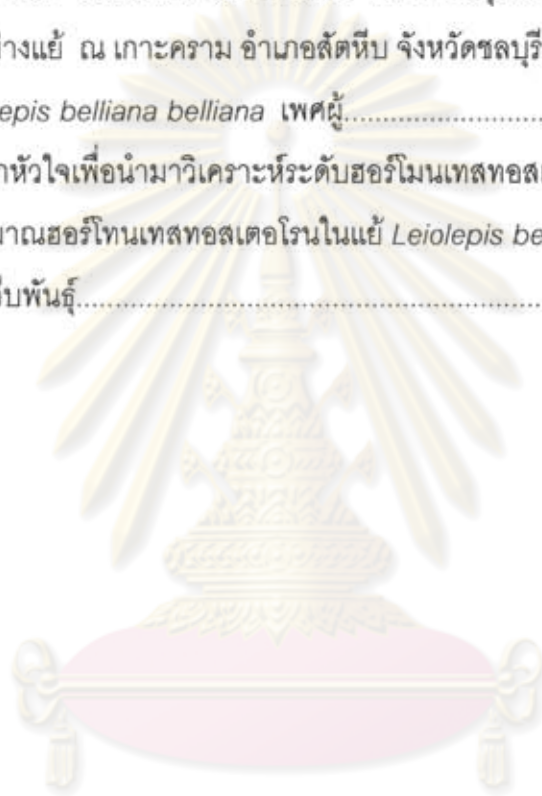 างแย้ ณ เกาะคราม อำเภอสัตหีบ จังหวัดชลบุรี
epis belliana belliana เพศผู้..............................
หัวใจเพื่อนำมาวิเคราะห์ระดับฮอร์โมนเทสทอสเ
มาณฮอร์โทนเทสทอสเตอโรนในแย้ Leiolepis be
บพันธุ์..............................................................